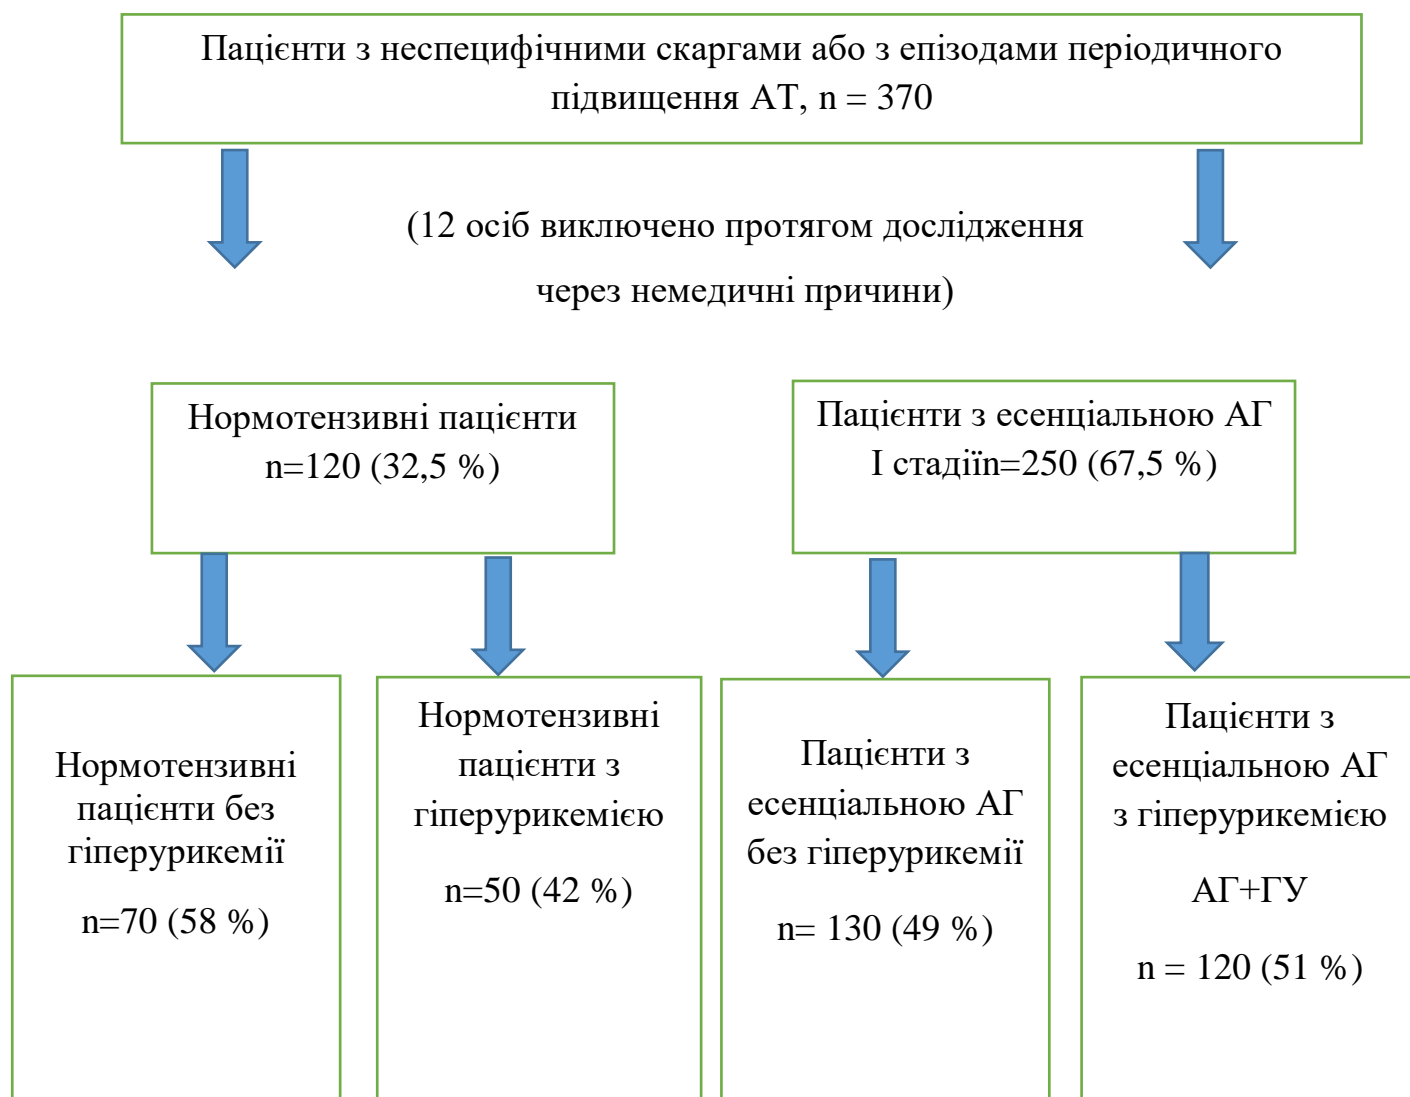 Пацієнти з неспецифічними скаргами або з епізодами періодичного
підвищення АТ, n = 370
(12 осіб виключено протягом дослідження
через немедичні причини)
Нормотензивні пацієнти
n=120 (32,5 %)
Пацієнти з есенціальною АГ
І стадіїn=250 (67,5 %)
Нормотензивні
пацієнти без
гіперурикемії
n=70 (58 %)
Нормотензивні
пацієнти з
гіперурикемією
n=50 (42 %)
Пацієнти з
есенціальною АГ
без гіперурикемії
n= 130 (49 %)
Пацієнти з
есенціальною АГ
з гіперурикемією
АГ+ГУ
n = 120 (51 %)